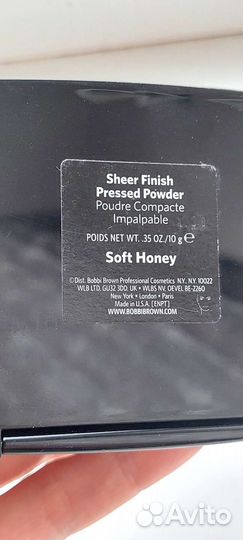 Sheer Finish
Pressed Powder
Poudre Compacte
Impalpable
POIDS NET WT. .35 OZ./10 g ℮
Soft Honey
©Dist. Bobbi Brown Professional Cosmetics N.Y., N.Y. 10022
WLB LTD, GU32 3DD, UK • WLBS NV, OEVEL BE-2260
New York • London • Paris
Made in U.S.A. [ENPT]
WWW.BOBBIBROWN.COM
Avito